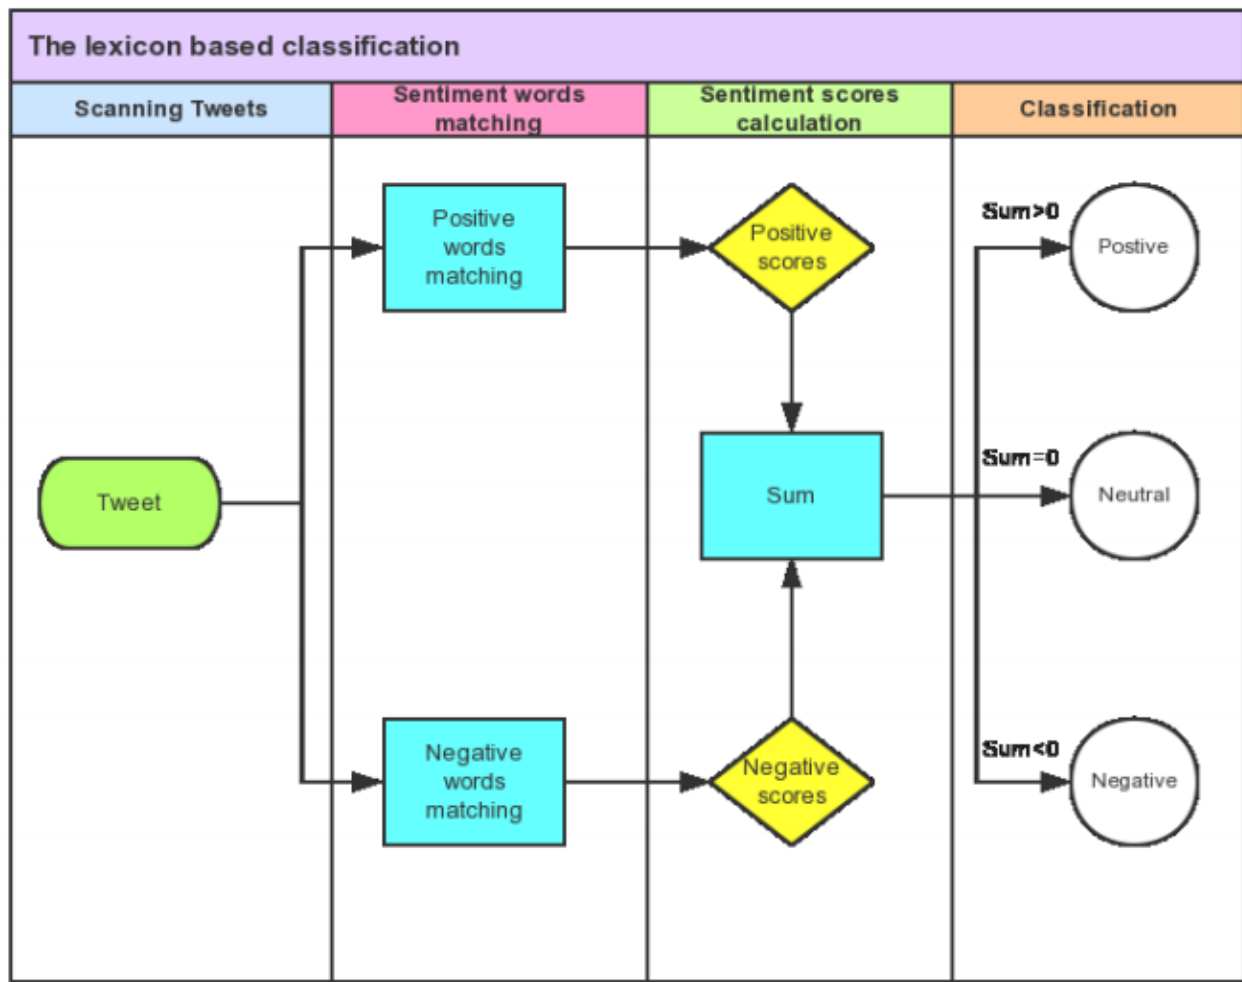 The lexicon based classification
Scanning Tweets
Sentiment words
matching
Sentiment scores
calculation
Classification
Positive
words
matching
Positive
scores
Sum>0
Postive
Tweet
Sum
Sum=0
Neutral
Negative
words
matching
Negative
scores
Sum<0
Negative